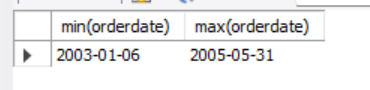 min(orderdate) max(orderdate)
2003-01-06 2005-05-31